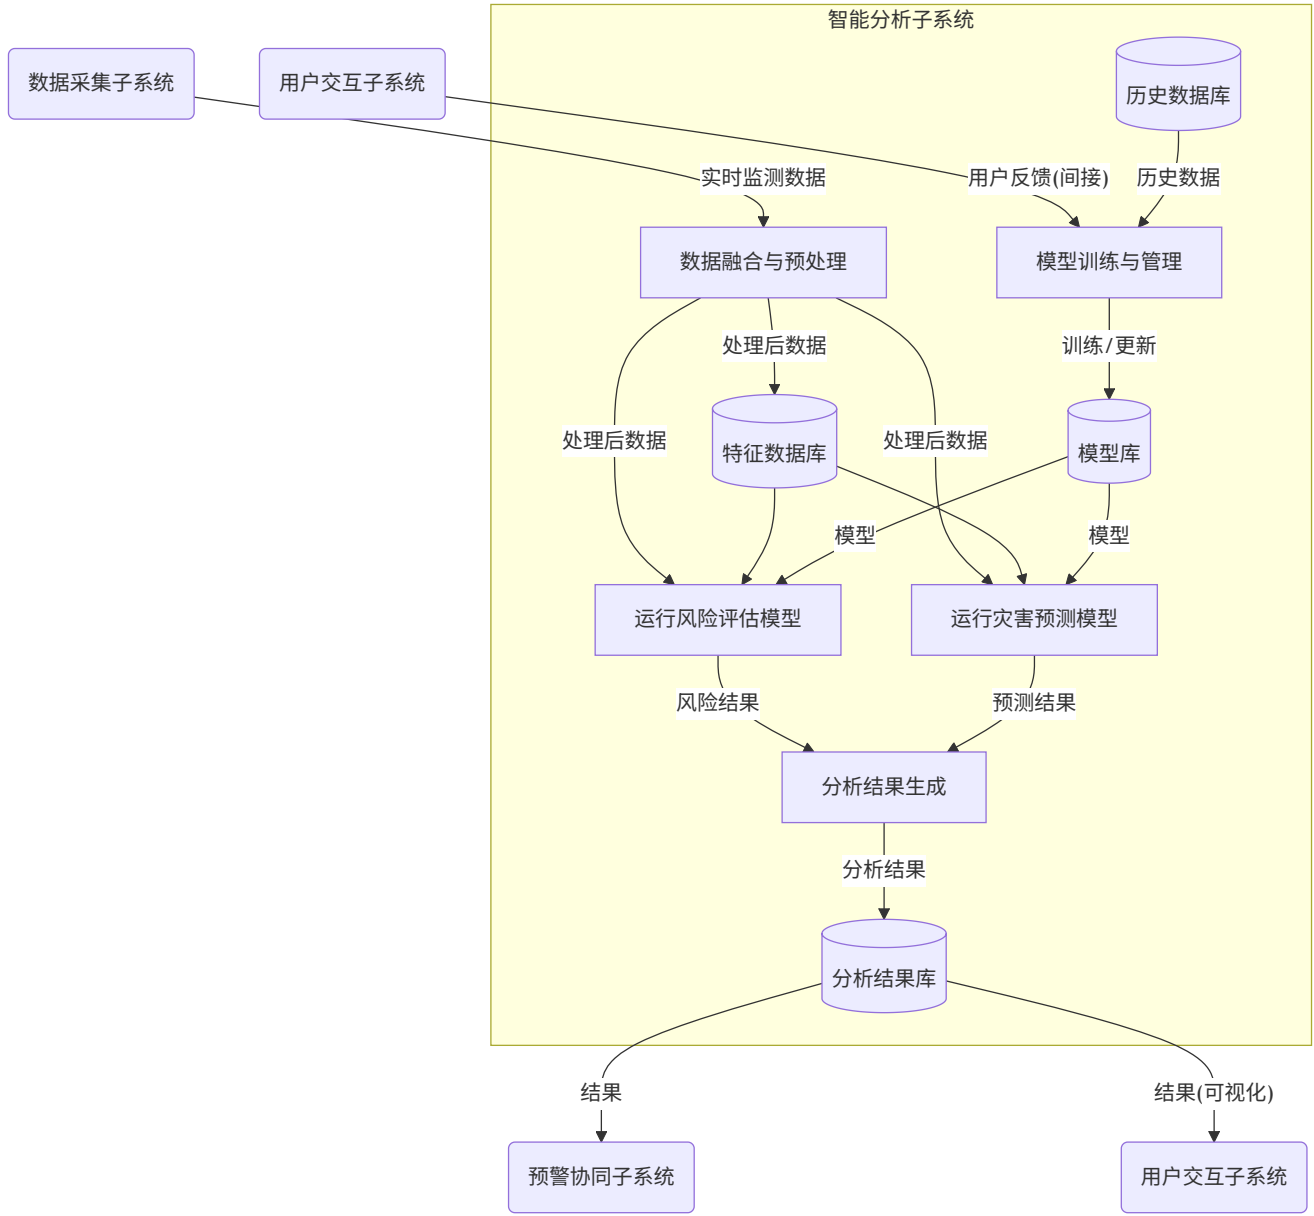 智能分析子系统
数据采集子系统
用户交互子系统
历史数据库
实时监测数据
用户反馈(间接)
历史数据
数据融合与预处理
模型训练与管理
处理后数据
训练/更新
处理后数据
特征数据库
处理后数据
模型库
模型
模型
运行风险评估模型
运行灾害预测模型
风险结果
预测结果
分析结果生成
分析结果
分析结果库
结果
结果(可视化)
预警协同子系统
用户交互子系统